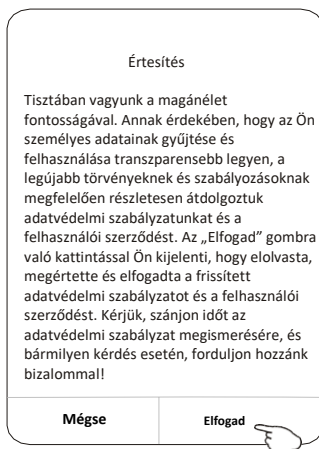 Értesítés
Tisztában vagyunk a magánélet
fontosságával. Annak érdekében, hogy az Ön
személyes adatainak gyűjtése és
felhasználása transzparensebb legyen, a
legújabb törvényeknek és szabályozásoknak
megfelelően részletesen átdolgoztuk
adatvédelmi szabályzatunkat és a
felhasználói szerződést. Az „Elfogad” gombra
való kattintással Ön kijelenti, hogy elolvasta,
megértette és elfogadta a frissített
adatvédelmi szabályzatot és a felhasználói
szerződést. Kérjük, szánjon időt az
adatvédelmi szabályzat megismerésére, és
bármilyen kérdés esetén, forduljon hozzánk
bizalommal!
Mégse Elfogad